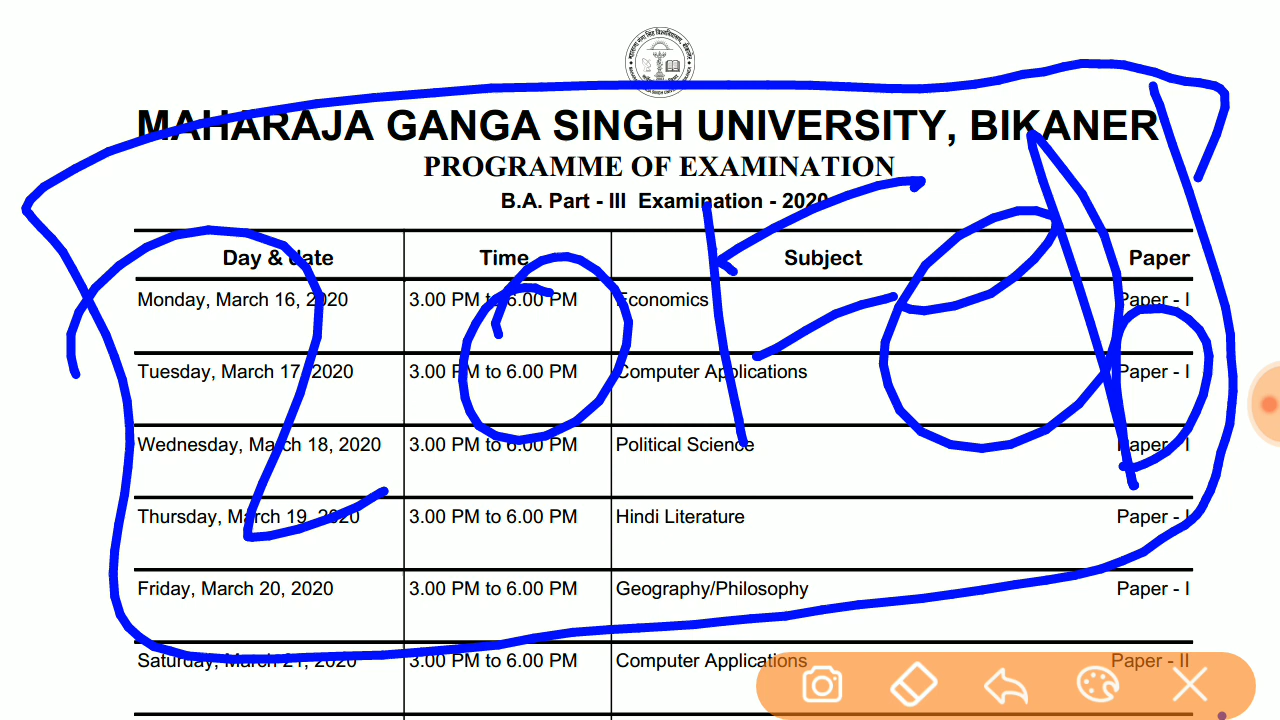 MAHARAJA GANGA SINGH UNIVERSITY, BIKANER
PROGRAMME OF EXAMINATION
B.A. Part - III Examination - 2020
Day & date Time Subject Paper
Monday, March 16, 2020 3.00 PM to 6.00 PM Economics Paper - I
Tuesday, March 17, 2020 3.00 PM to 6.00 PM Computer Applications Paper - I
Wednesday, March 18, 2020 3.00 PM to 6.00 PM Political Science Paper - I
Thursday, March 19, 2020 3.00 PM to 6.00 PM Hindi Literature Paper - I
Friday, March 20, 2020 3.00 PM to 6.00 PM Geography/Philosophy Paper - I
Saturday, March 21, 2020 3.00 PM to 6.00 PM Computer Applications Paper - II